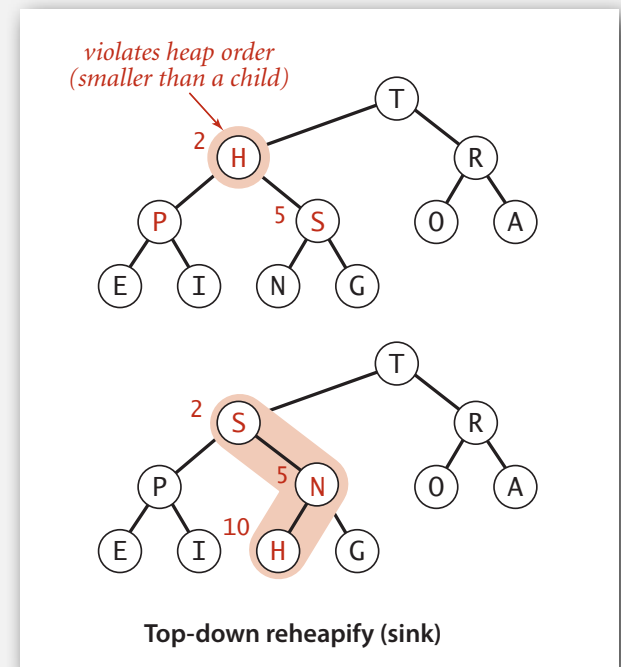 violates heap order
(smaller than a child)
T
2 H R
P 5 S O A
E I N G
T
2 S R
P 5 N O A
E I 10 H G
Top-down reheapify (sink)